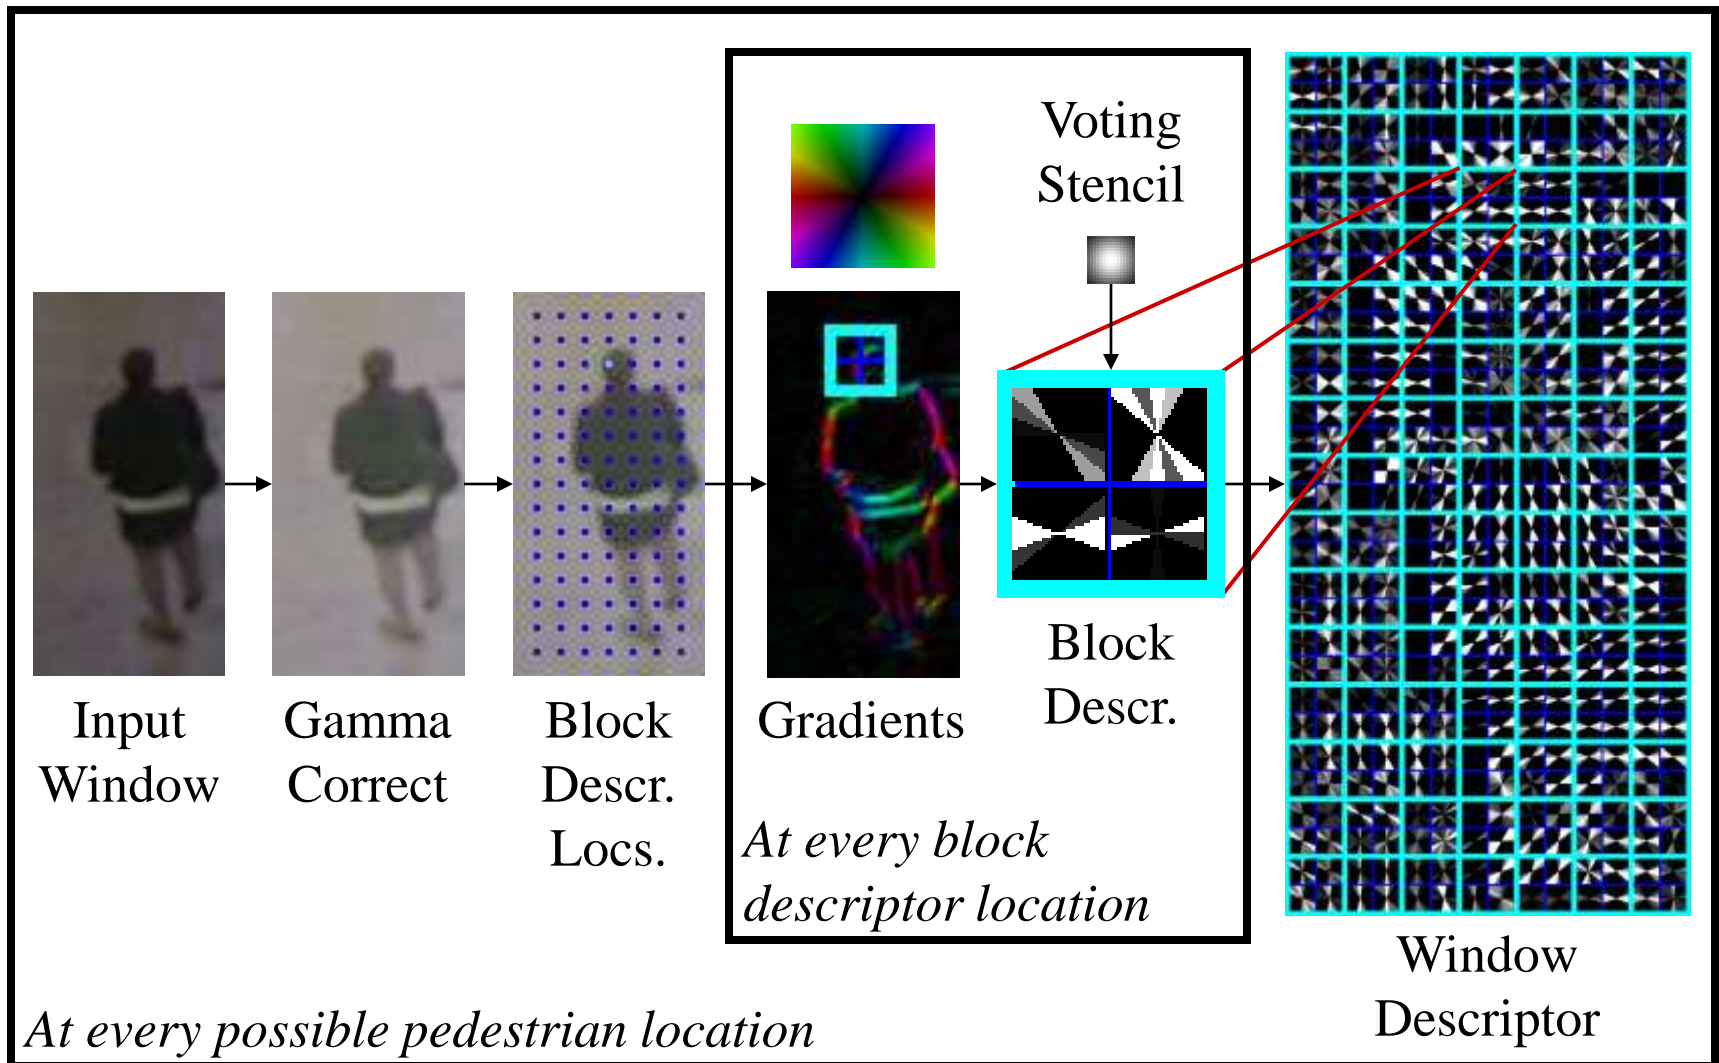 Voting
Stencil
Input
Window
Gamma
Correct
Block
Descr.
Locs.
Gradients
Block
Descr.
At every block
descriptor location
Window
Descriptor
At every possible pedestrian location